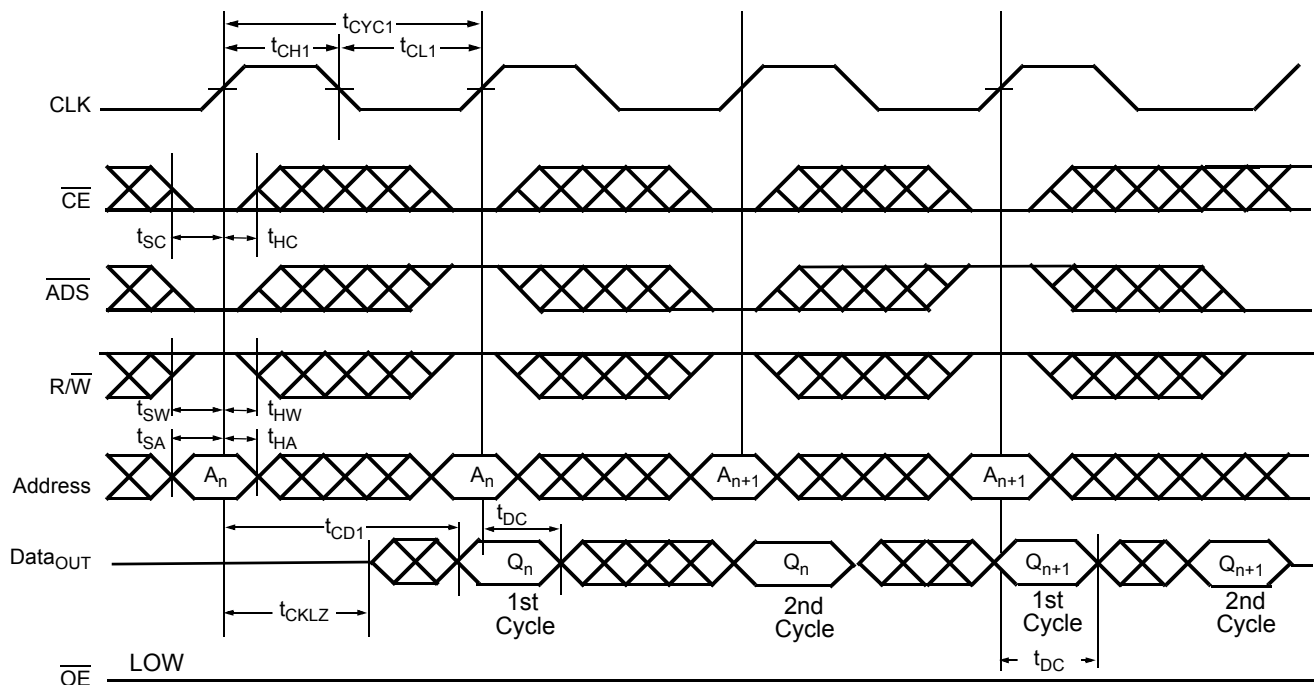 tCYC1
tCH1 tCL1
CLK
CE
tSC tHC
ADS
R/W
tSW tHW
tSA tHA
Address An An An+1 An+1
tCD1 tDC
DataOUT Qn Qn Qn+1 Qn+1
1st Cycle 2nd Cycle 1st Cycle 2nd Cycle
tCKLZ
tDC
OE LOW